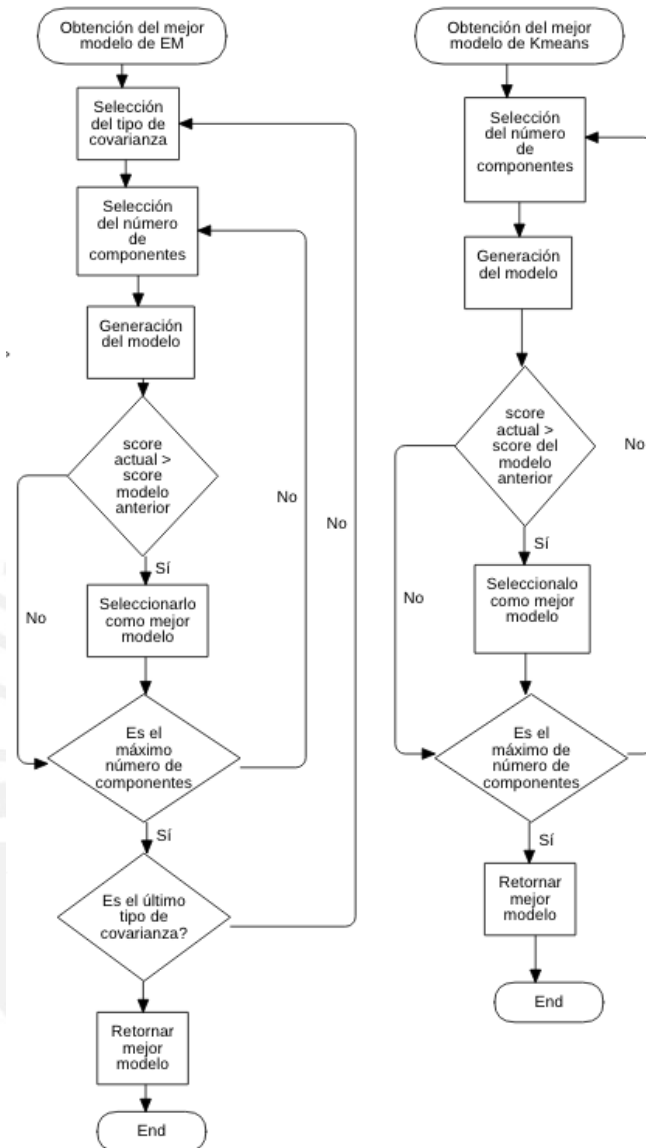 Obtención del mejor
modelo de EM
Selección
del tipo de
covarianza
Selección
del número
de
componentes
Generación
del modelo
score
actual >
score
modelo
anterior
No
No
Sí
No
Seleccionarlo
como mejor
modelo
Es el
máximo
número de
componentes
Sí
Es el último
tipo de
covarianza?
Retornar
mejor
modelo
End
Obtención del mejor
modelo de Kmeans
Selección
del número
de
componentes
Generación
del modelo
score
actual >
score del
modelo
anterior
No
Sí
No
Seleccionalo
como mejor
modelo
Es el
máximo de
número de
componentes
Sí
Retornar
mejor
modelo
End